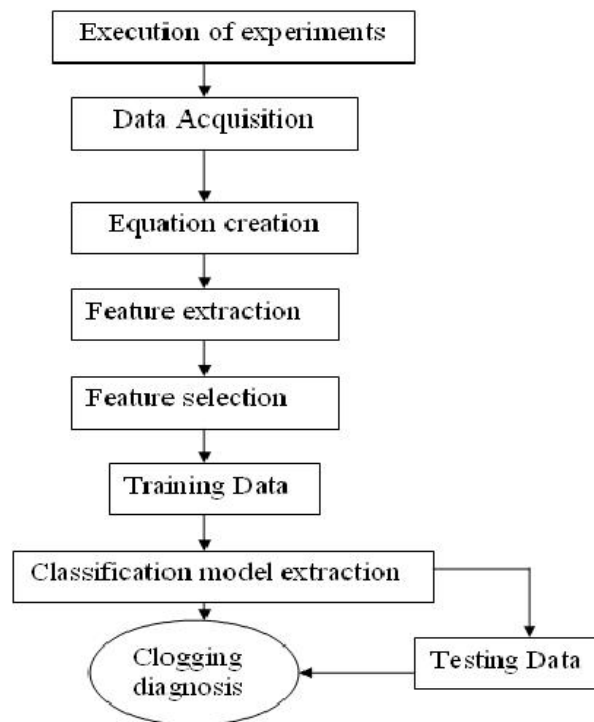 Execution of experiments
Data Acquisition
Equation creation
Feature extraction
Feature selection
Training Data
Classification model extraction
Clogging
diagnosis
Testing Data